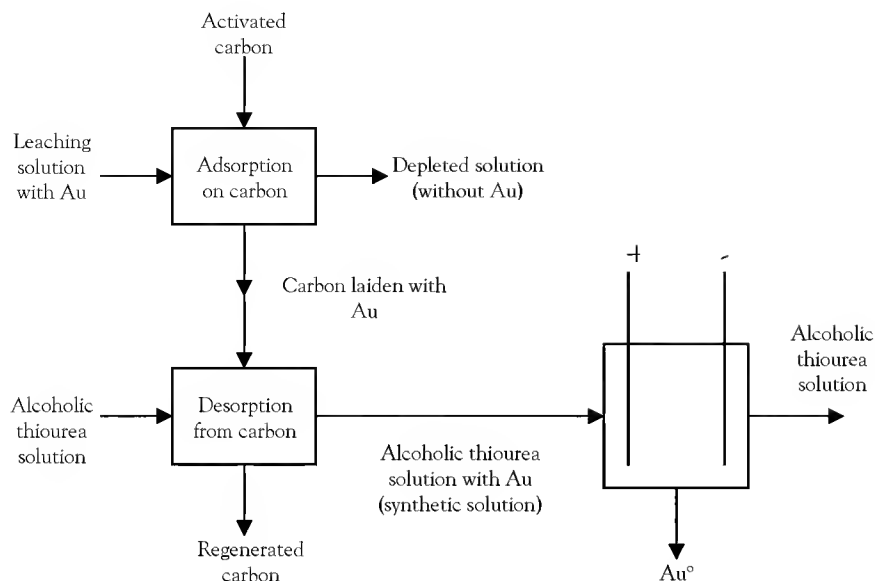 Activated
carbon
Leaching
solution
with Au
Adsorption
on carbon
Depleted solution
(without Au)
Carbon laiden with
Au
+
-
Alcoholic
thiourea
solution
Alcoholic
thiourea
solution
Desorption
from carbon
Alcoholic thiourea
solution with Au
(synthetic solution)
Regenerated
carbon
Au°